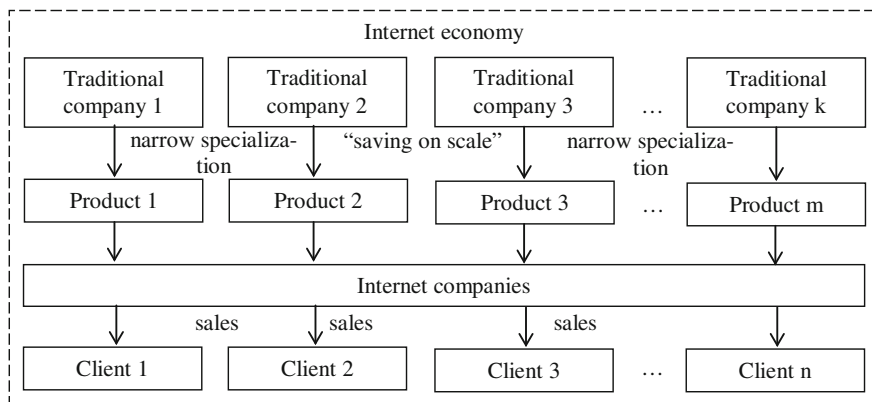 Internet economy
Traditional company 1
Traditional company 2
Traditional company 3
...
Traditional company k
narrow specializa-
tion
“saving on scale”
narrow specializa-
tion
Product 1
Product 2
Product 3
...
Product m
Internet companies
sales
sales
sales
Client 1
Client 2
Client 3
...
Client n